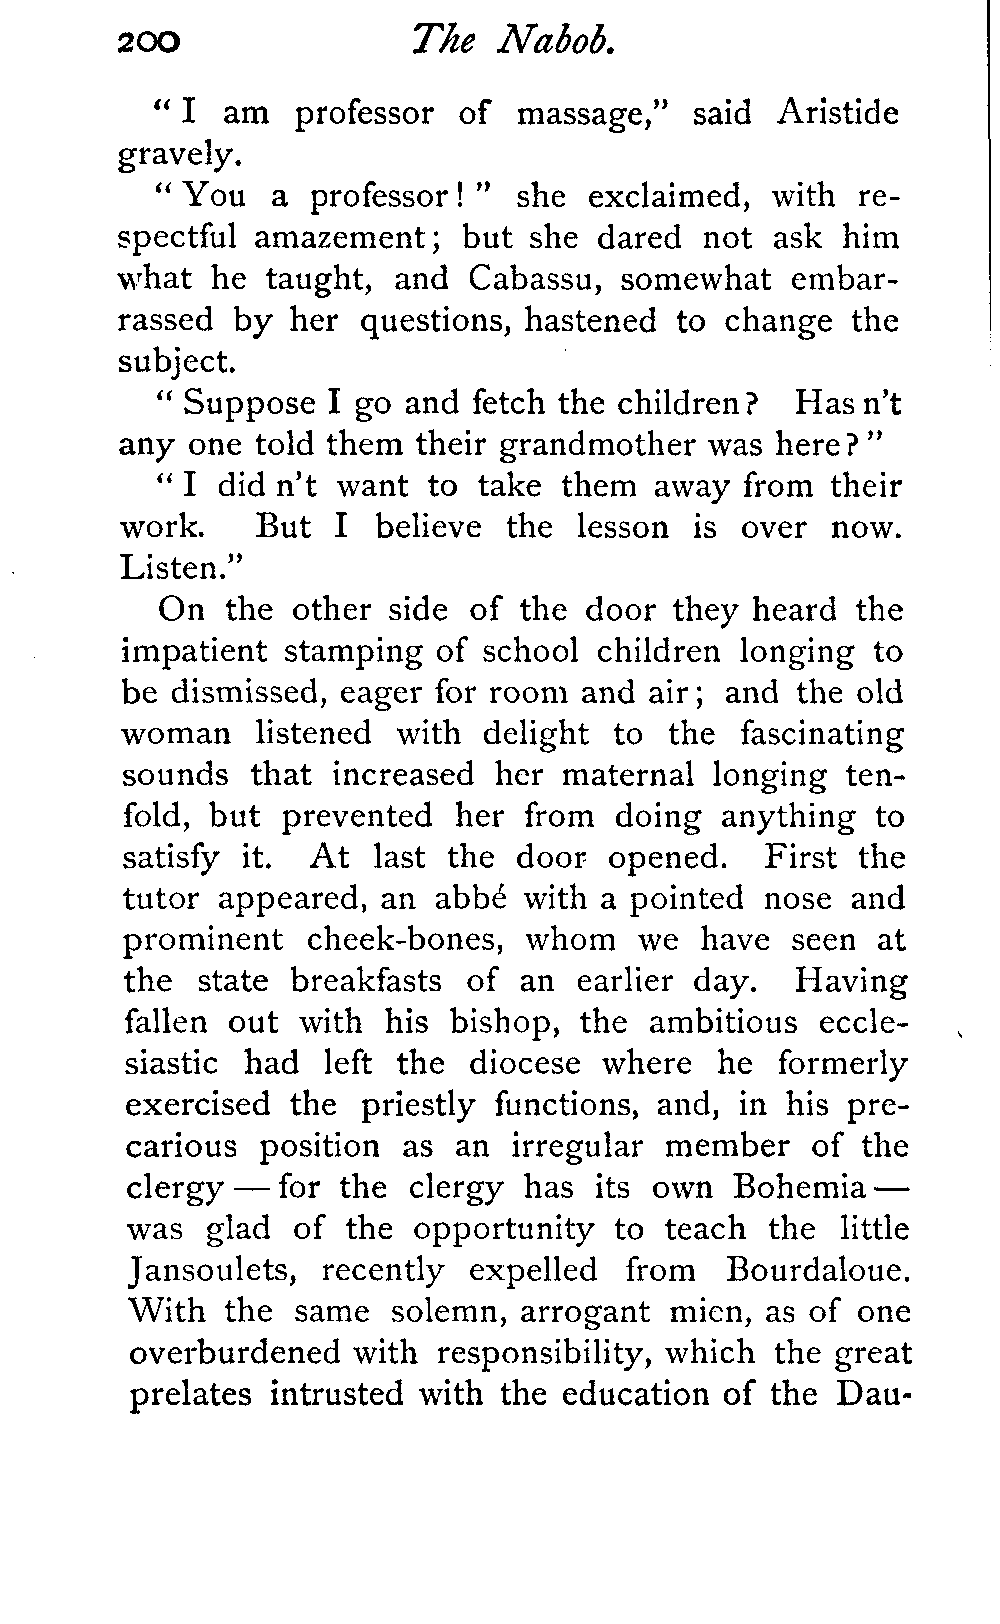 200 The Nabob.
“ I am professor of massage,” said Aristide
gravely.
“ You a professor! ” she exclaimed, with re-
spectful amazement; but she dared not ask him
what he taught, and Cabassu, somewhat embar-
rassed by her questions, hastened to change the
subject.
“ Suppose I go and fetch the children? Has n’t
any one told them their grandmother was here? ”
“ I did n’t want to take them away from their
work. But I believe the lesson is over now.
Listen.”
On the other side of the door they heard the
impatient stamping of school children longing to
be dismissed, eager for room and air; and the old
woman listened with delight to the fascinating
sounds that increased her maternal longing ten-
fold, but prevented her from doing anything to
satisfy it. At last the door opened. First the
tutor appeared, an abbé with a pointed nose and
prominent cheek-bones, whom we have seen at
the state breakfasts of an earlier day. Having
fallen out with his bishop, the ambitious eccle-
siastic had left the diocese where he formerly
exercised the priestly functions, and, in his pre-
carious position as an irregular member of the
clergy — for the clergy has its own Bohemia —
was glad of the opportunity to teach the little
Jansoulets, recently expelled from Bourdaloue.
With the same solemn, arrogant mien, as of one
overburdened with responsibility, which the great
prelates intrusted with the education of the Dau-